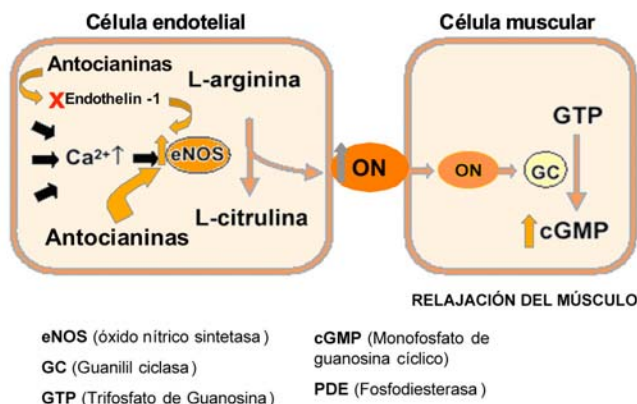 Célula endotelial
Célula muscular
Antocianinas
X Endothelin -1
L-arginina
Ca2+↑
eNOS
L-citrulina
Antocianinas
ON
ON
GC
GTP
cGMP
RELAJACIÓN DEL MÚSCULO
eNOS (óxido nítrico sintetasa )
GC (Guanilil ciclasa)
GTP (Trifosfato de Guanosina)
cGMP (Monofosfato de
guanosina cíclico)
PDE (Fosfodiesterasa )